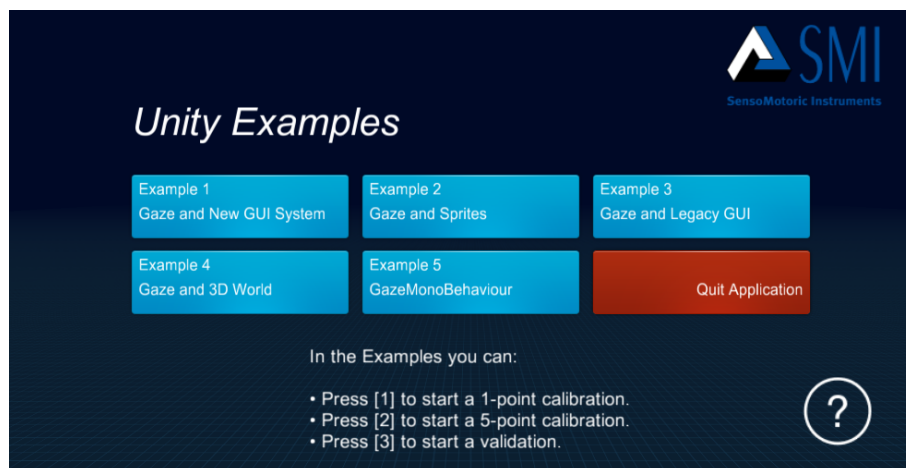 SMI
SensoMotoric Instruments
Unity Examples
Example 1
Gaze and New GUI System
Example 2
Gaze and Sprites
Example 3
Gaze and Legacy GUI
Example 4
Gaze and 3D World
Example 5
GazeMonoBehaviour
Quit Application
In the Examples you can:
• Press [1] to start a 1-point calibration.
• Press [2] to start a 5-point calibration.
• Press [3] to start a validation.
?